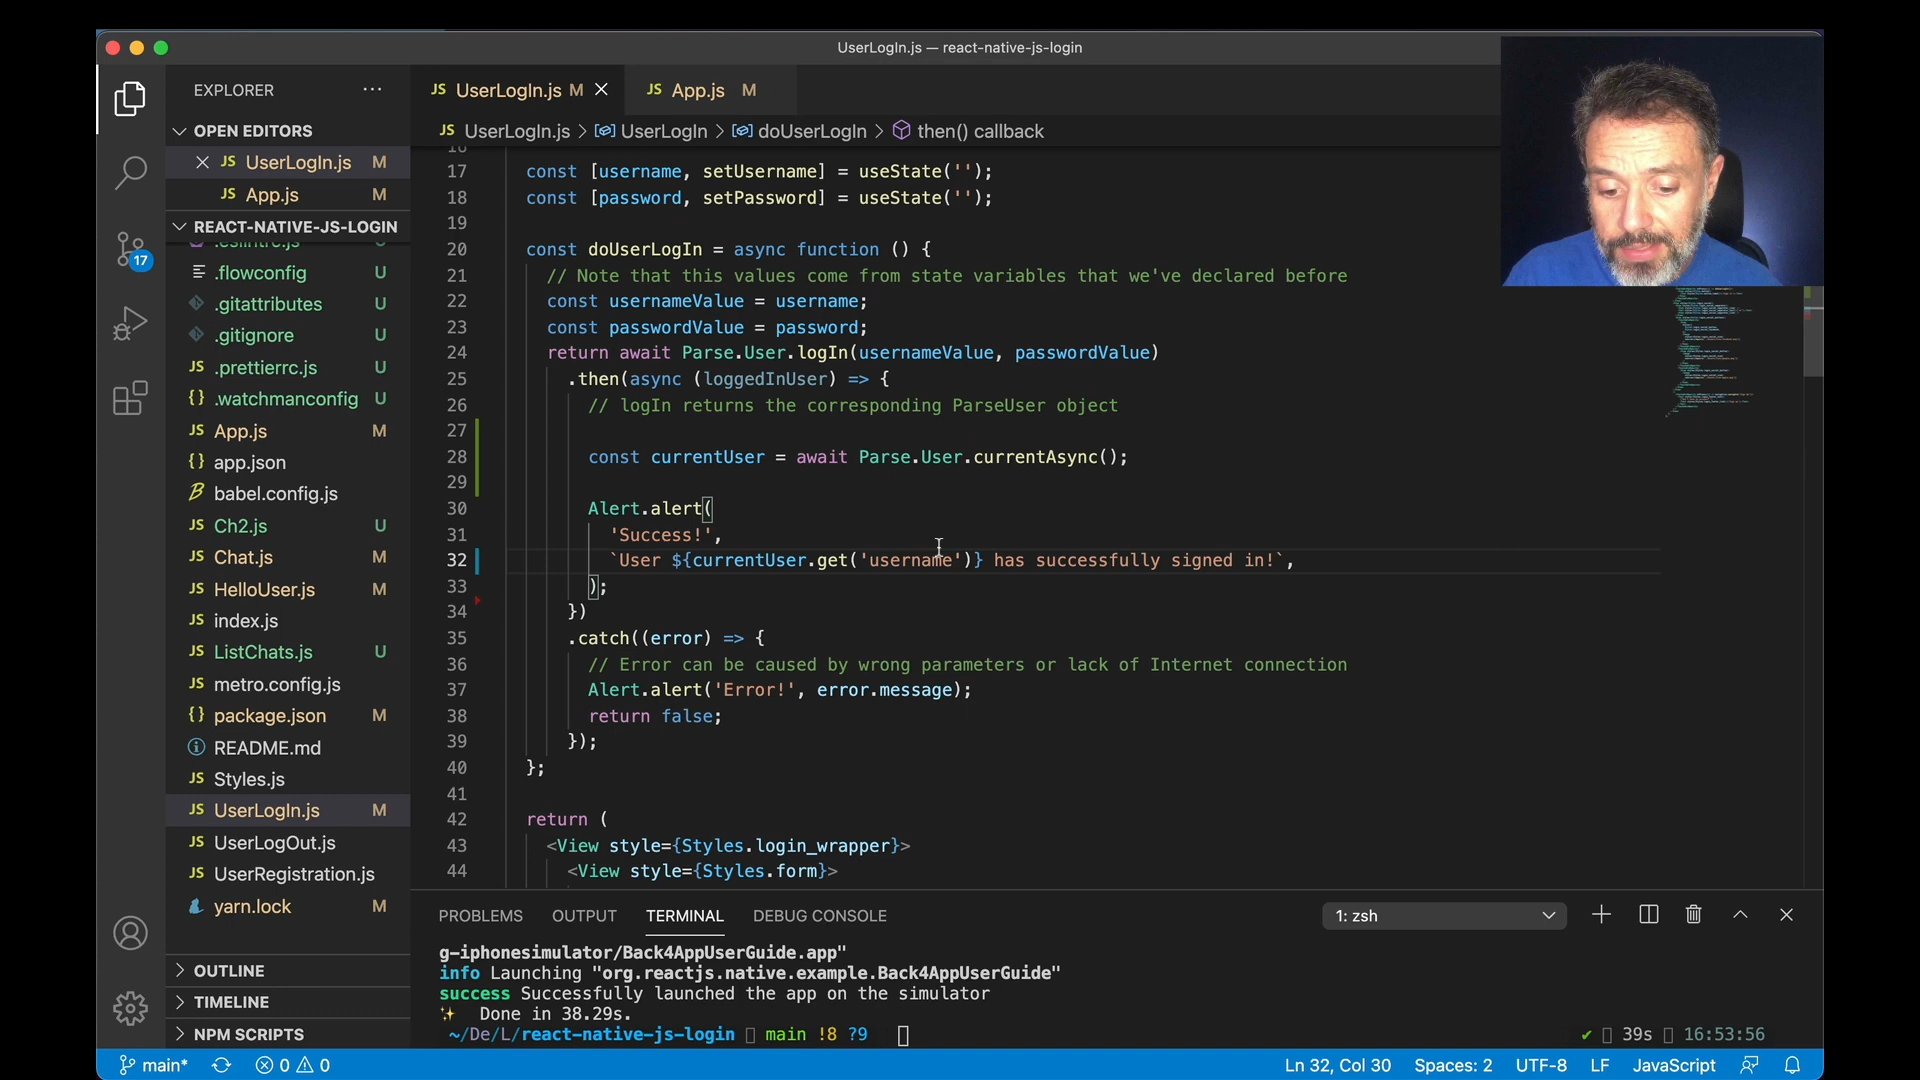 UserLogIn.js — react-native-js-login
EXPLORER
OPEN EDITORS
JS UserLogIn.js M
JS App.js M
REACT-NATIVE-JS-LOGIN
.eslintrc.js U
.flowconfig U
.gitattributes U
.gitignore U
JS .prettierrc.js U
{} .watchmanconfig U
JS App.js M
{} app.json
babel.config.js
JS Ch2.js U
JS Chat.js M
JS HelloUser.js M
JS index.js
JS ListChats.js U
JS metro.config.js
{} package.json M
README.md
JS Styles.js
JS UserLogIn.js M
JS UserLogOut.js
JS UserRegistration.js
yarn.lock M
OUTLINE
TIMELINE
NPM SCRIPTS
17
JS UserLogIn.js M
JS App.js M
JS UserLogIn.js > UserLogIn > doUserLogIn > then() callback
16
17 const [username, setUsername] = useState('');
18 const [password, setPassword] = useState('');
19
20 const doUserLogIn = async function () {
21 // Note that this values come from state variables that we've declared before
22 const usernameValue = username;
23 const passwordValue = password;
24 return await Parse.User.logIn(usernameValue, passwordValue)
25 .then(async (loggedInUser) => {
26 // logIn returns the corresponding ParseUser object
27
28 const currentUser = await Parse.User.currentAsync();
29
30 Alert.alert(
31 'Success!',
32 `User ${currentUser.get('username')} has successfully signed in!`,
33 );
34 })
35 .catch((error) => {
36 // Error can be caused by wrong parameters or lack of Internet connection
37 Alert.alert('Error!', error.message);
38 return false;
39 });
40 };
41
42 return (
43 <View style={Styles.login_wrapper}>
44 <View style={Styles.form}>
PROBLEMS OUTPUT TERMINAL DEBUG CONSOLE 1: zsh
g-iphonesimulator/Back4AppUserGuide.app"
info Launching "org.reactjs.native.example.Back4AppUserGuide"
success Successfully launched the app on the simulator
✨ Done in 38.29s.
~/De/L/react-native-js-login main !8 ?9 ✔ 39s 16:53:56
main* 0 0 Ln 32, Col 30 Spaces: 2 UTF-8 LF JavaScript